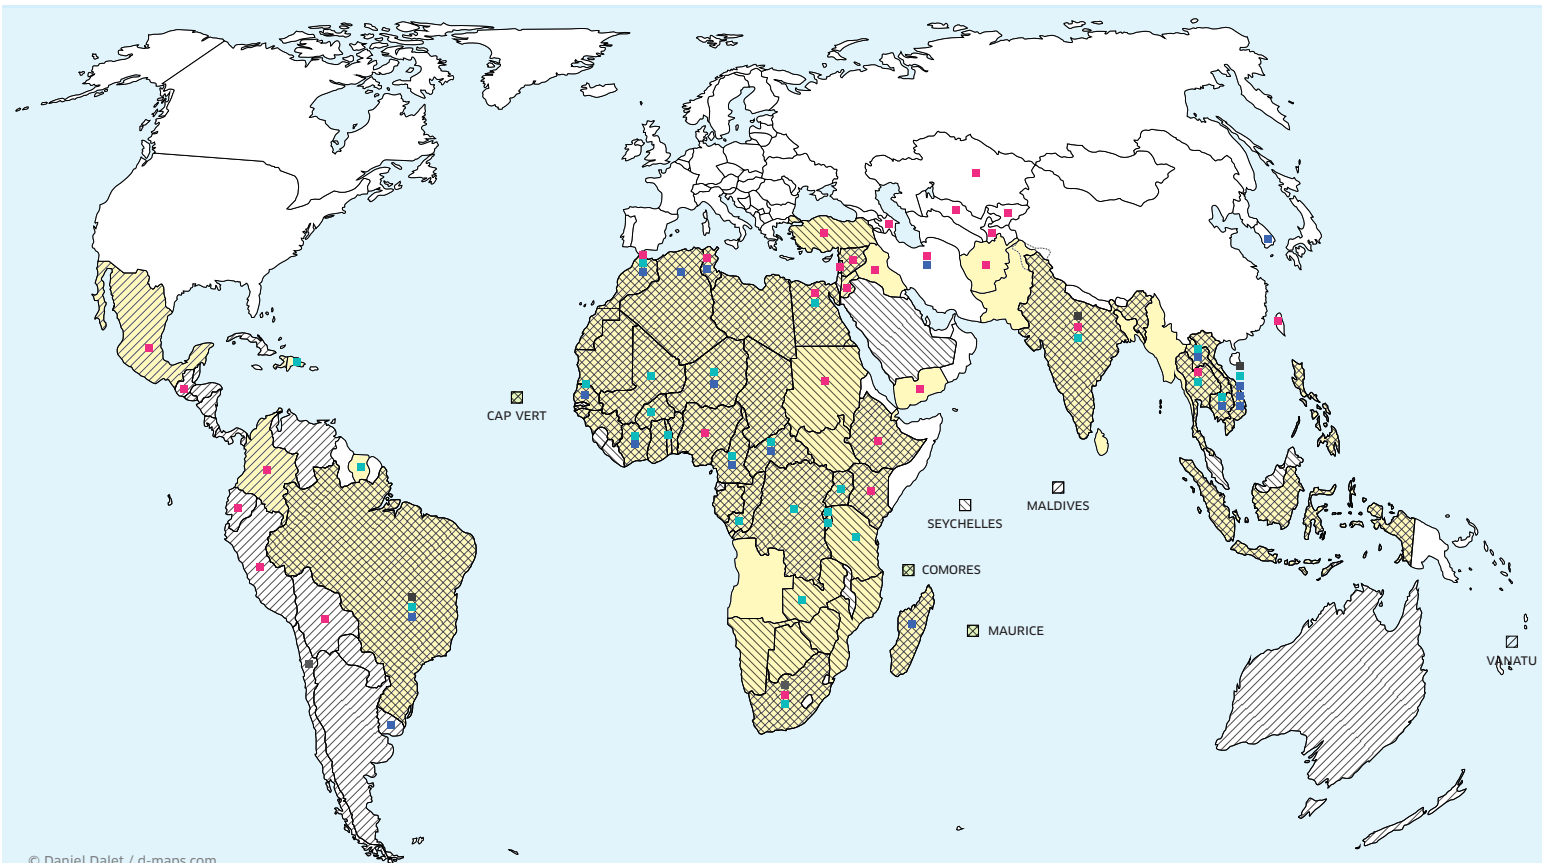 CAP VERT
MALDIVES
SEYCHELLES
COMORES
MAURICE
VANATU
© Daniel Dalet / d-maps.com